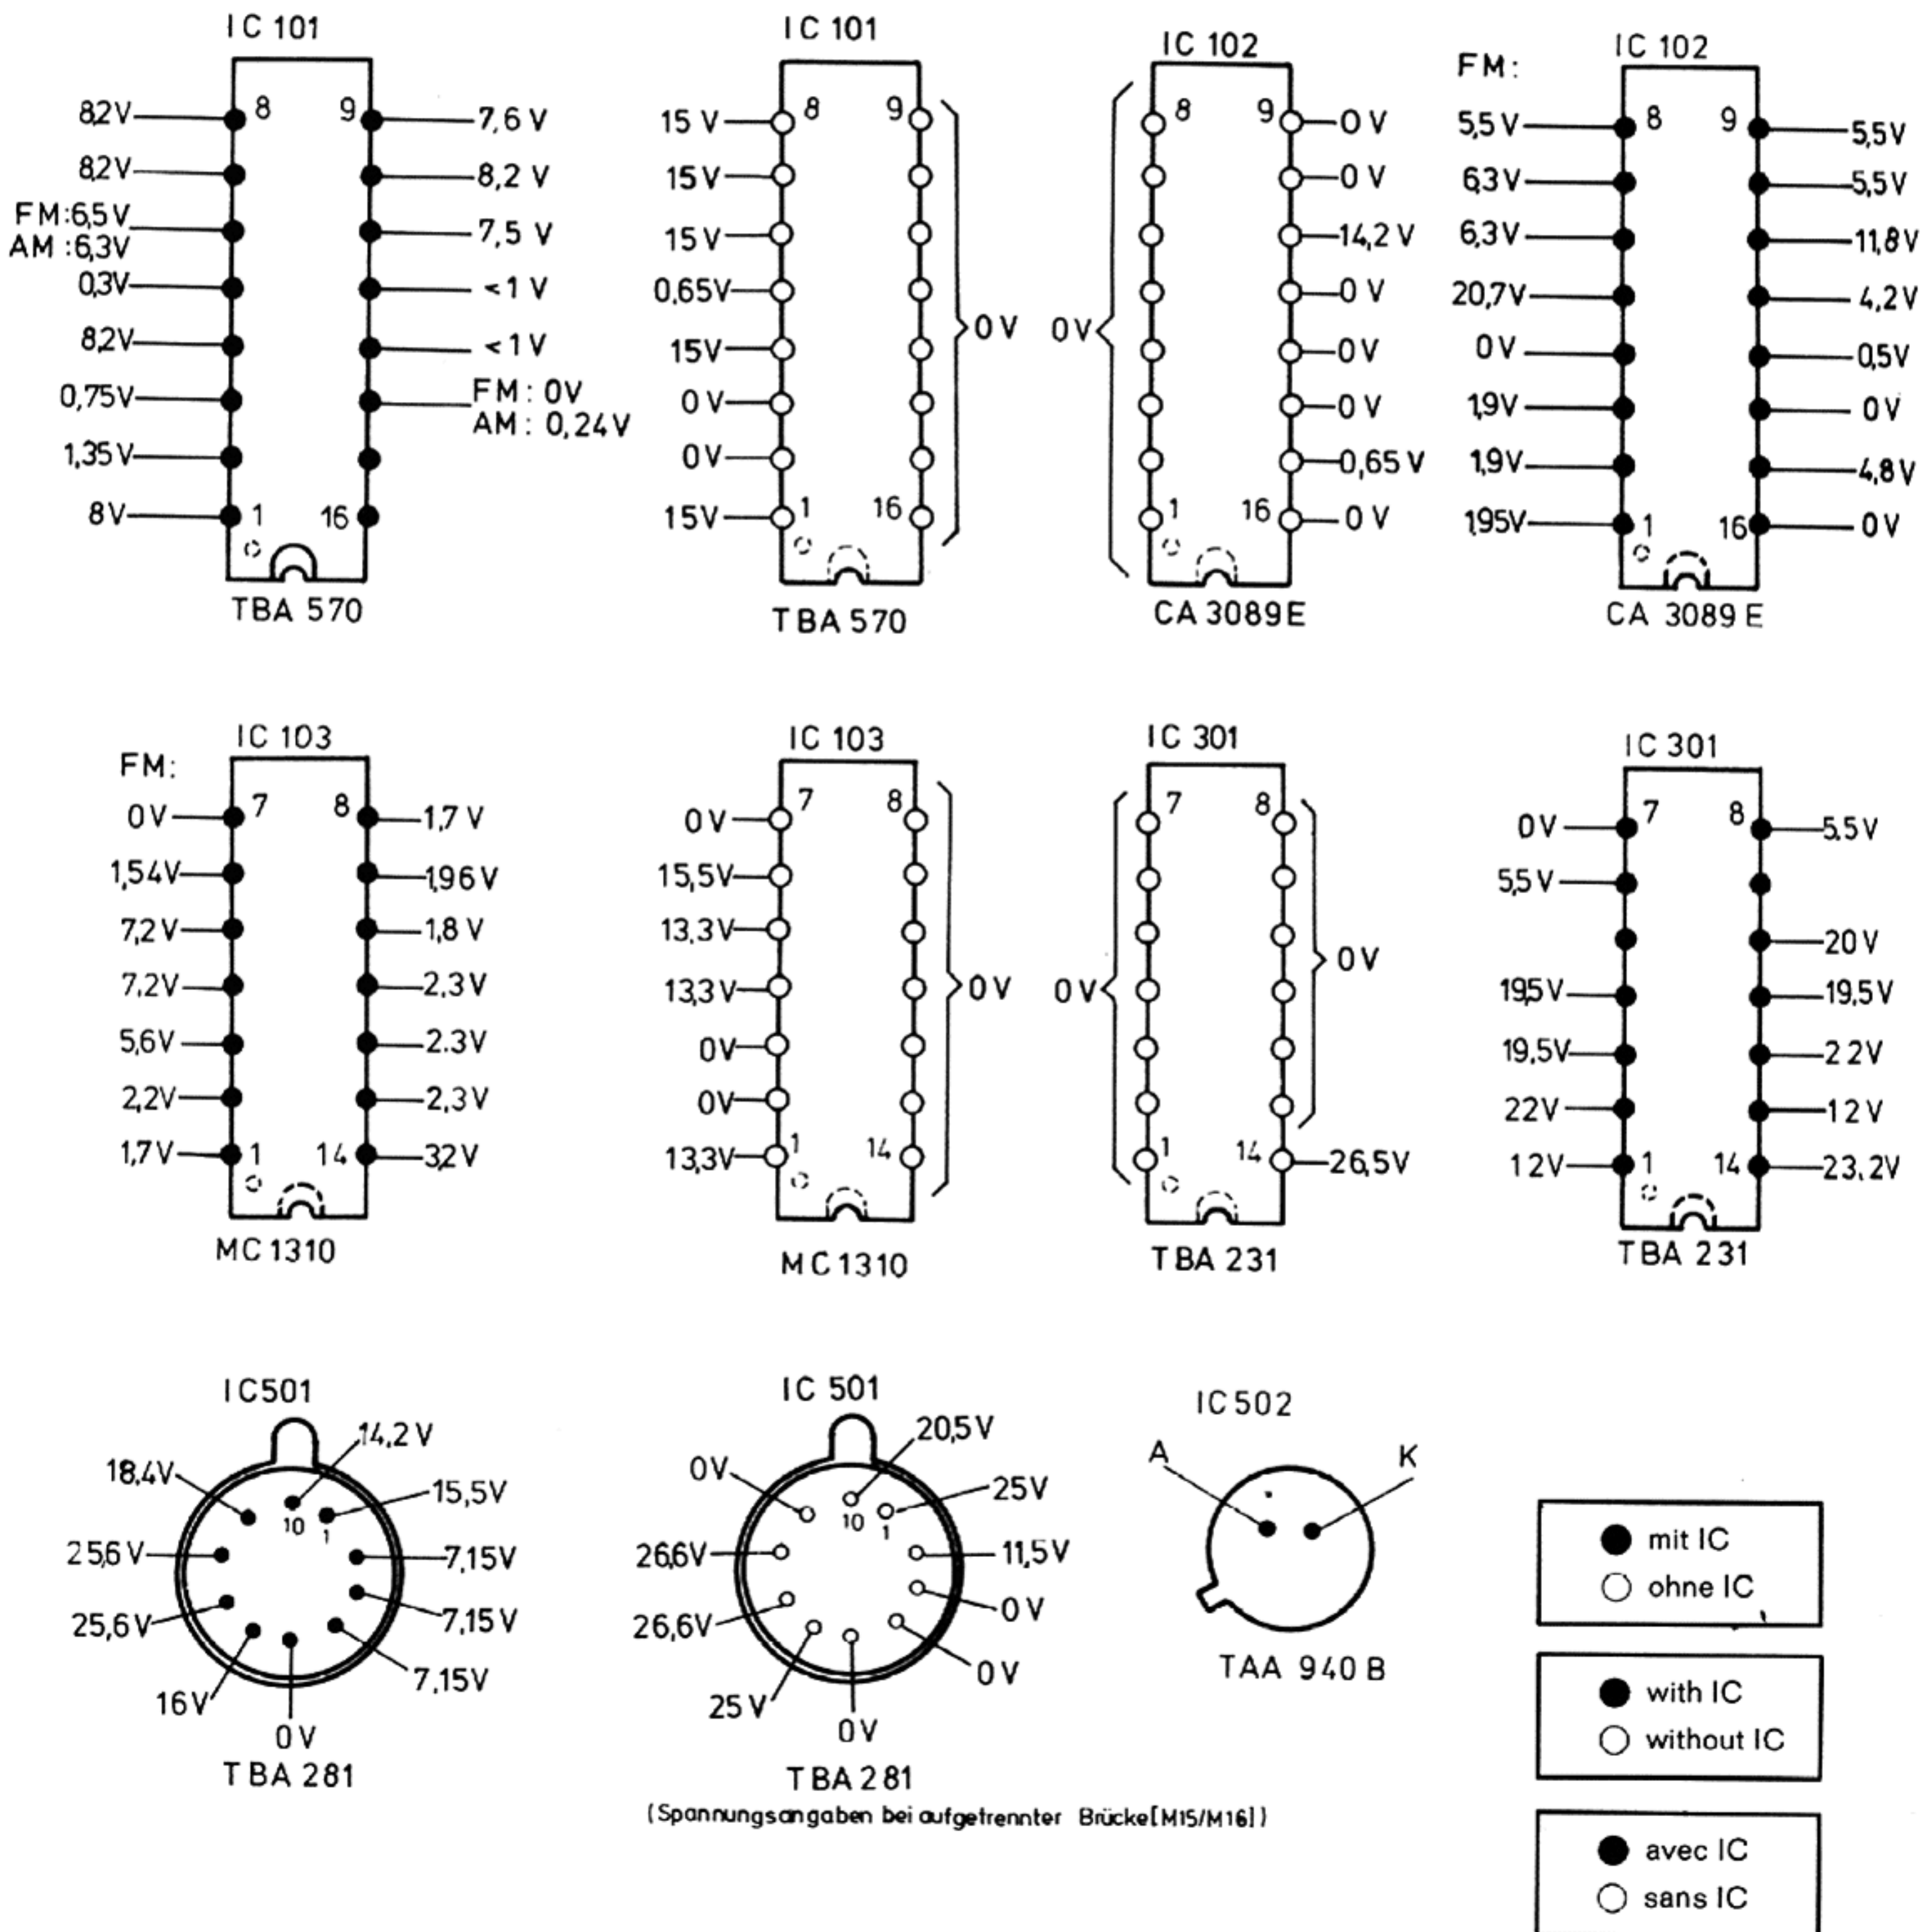 IC 101
8,2V
8
9
7,6 V
8,2V
8,2 V
FM:6,5V
AM :6,3V
7,5 V
0,3V
<1 V
8,2V
<1V
0,75V
FM: 0V
AM: 0,24V
1,35V
8V
1
16
TBA 570
IC 101
15 V
8
9
15V
15V
0,65V
15V
0 V
0V
15V
1
16
0 V
TBA 570
IC 102
8
9
0 V
0 V
14,2 V
0 V
0V
0 V
0,65 V
1
16
0 V
0V
CA 3089E
FM:
IC 102
5,5V
8
9
5,5V
6,3V
5,5V
6,3V
11,8V
20,7V
4,2V
0 V
0,5V
1,9V
0 V
1,9V
4,8V
1,95V
1
16
0 V
CA 3089 E
FM:
IC 103
0V
7
8
1,7 V
1,54V
1,96 V
7,2V
1,8 V
7,2V
2,3V
5,6V
2.3V
2,2V
2,3V
1,7V
1
14
3,2V
MC 1310
IC 103
0V
7
8
15,5V
13,3V
13,3V
0V
0V
13,3V
1
14
0V
MC 1310
IC 301
7
8
0V
0V
1
14
26,5V
TBA 231
IC 301
0V
7
8
5,5V
5,5V
20V
19,5V
19,5V
19,5V
22V
22V
12V
12V
1
14
23.2V
TBA 231
IC501
14,2V
18,4V
15,5V
10
1
25,6V
7,15V
25,6V
7,15V
16V
7,15V
0V
TBA 281
IC 501
20,5V
0V
25V
10
1
26,6V
11,5V
26,6V
0V
25V
0V
0V
TBA 281
(Spannungsangaben bei aufgetrennter Brücke[M15/M16])
IC502
A
K
TAA 940 B
mit IC
ohne IC
with IC
without IC
avec IC
sans IC